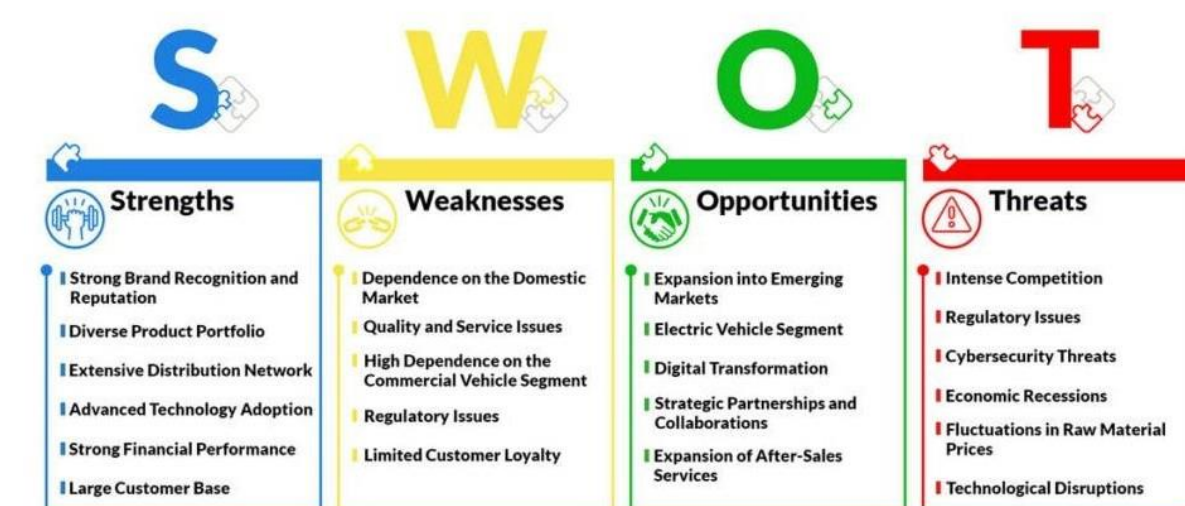 S
Strengths
Strong Brand Recognition and
Reputation
Diverse Product Portfolio
Extensive Distribution Network
Advanced Technology Adoption
Strong Financial Performance
Large Customer Base
W
Weaknesses
Dependence on the Domestic
Market
Quality and Service Issues
High Dependence on the
Commercial Vehicle Segment
Regulatory Issues
Limited Customer Loyalty
O
Opportunities
Expansion into Emerging
Markets
Electric Vehicle Segment
Digital Transformation
Strategic Partnerships and
Collaborations
Expansion of After-Sales
Services
T
Threats
Intense Competition
Regulatory Issues
Cybersecurity Threats
Economic Recessions
Fluctuations in Raw Material
Prices
Technological Disruptions